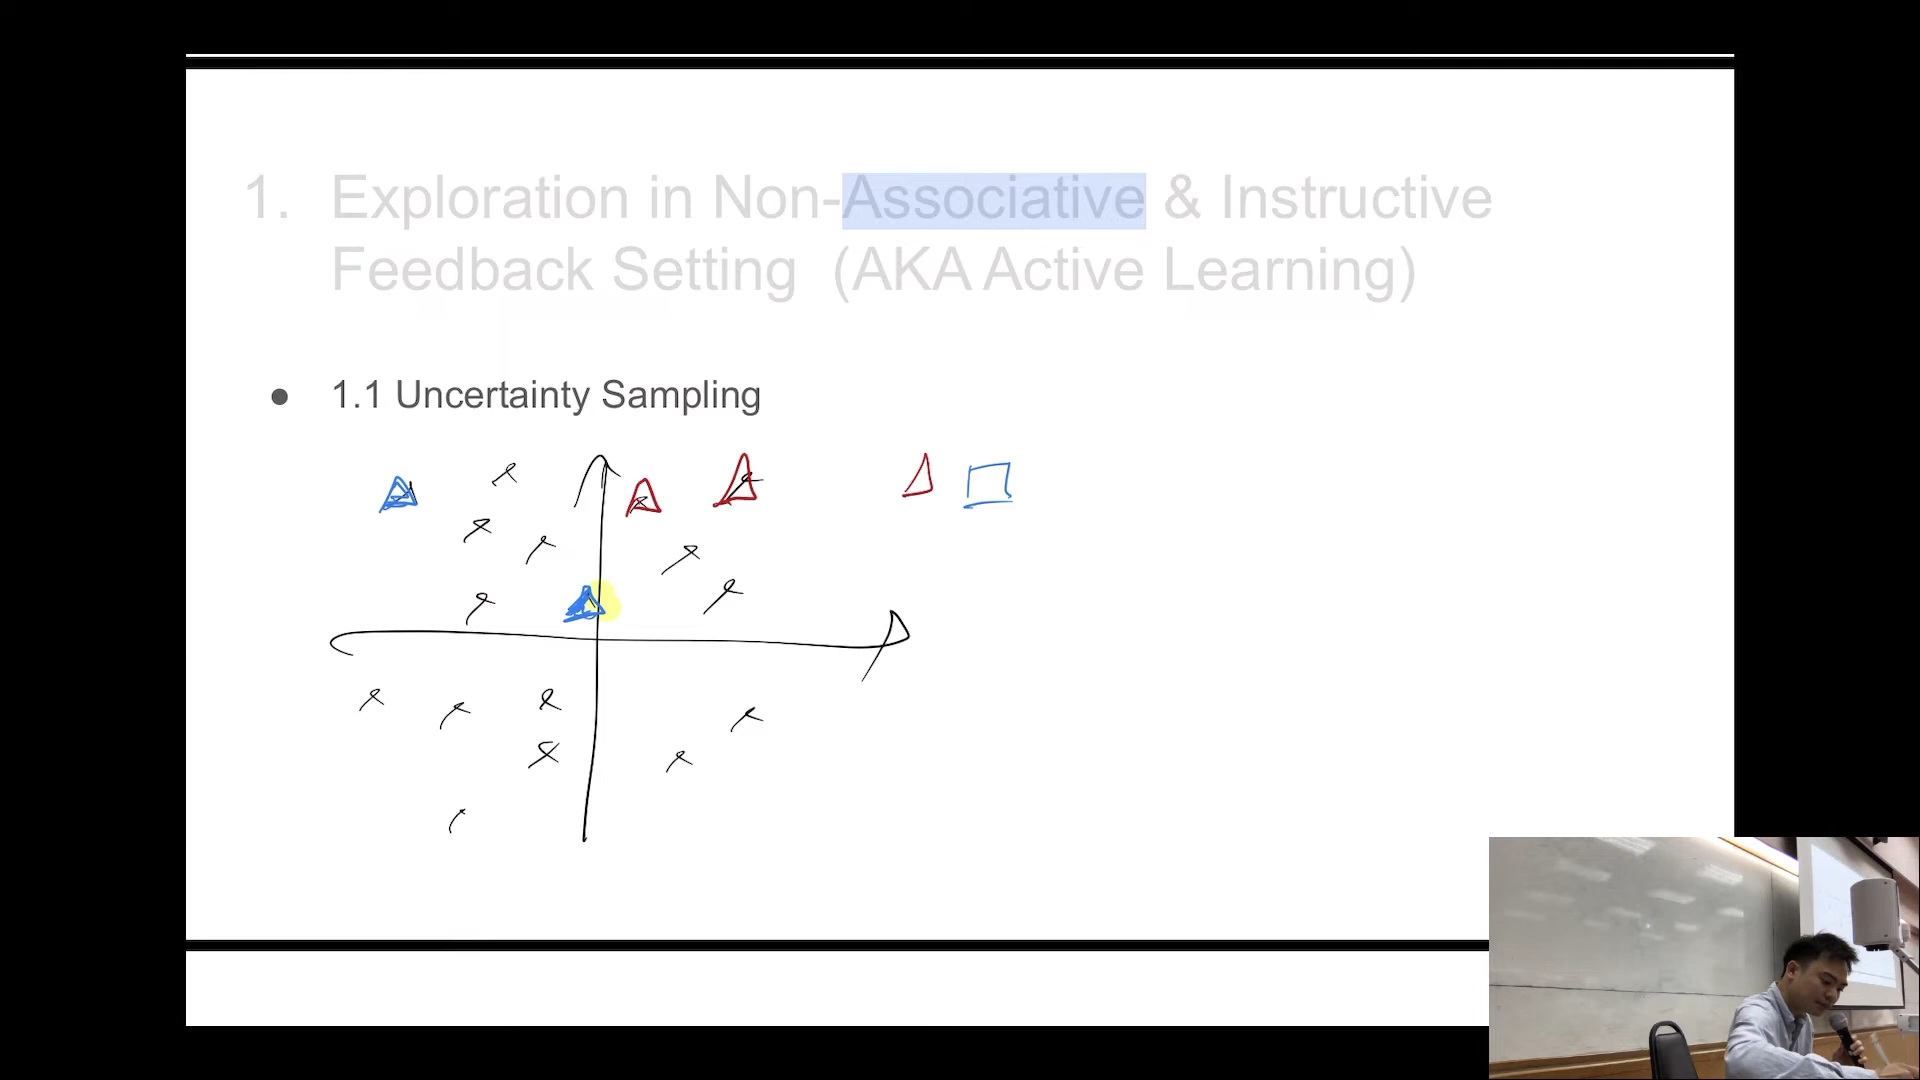 1. Exploration in Non-Associative & Instructive
Feedback Setting (AKA Active Learning)
● 1.1 Uncertainty Sampling